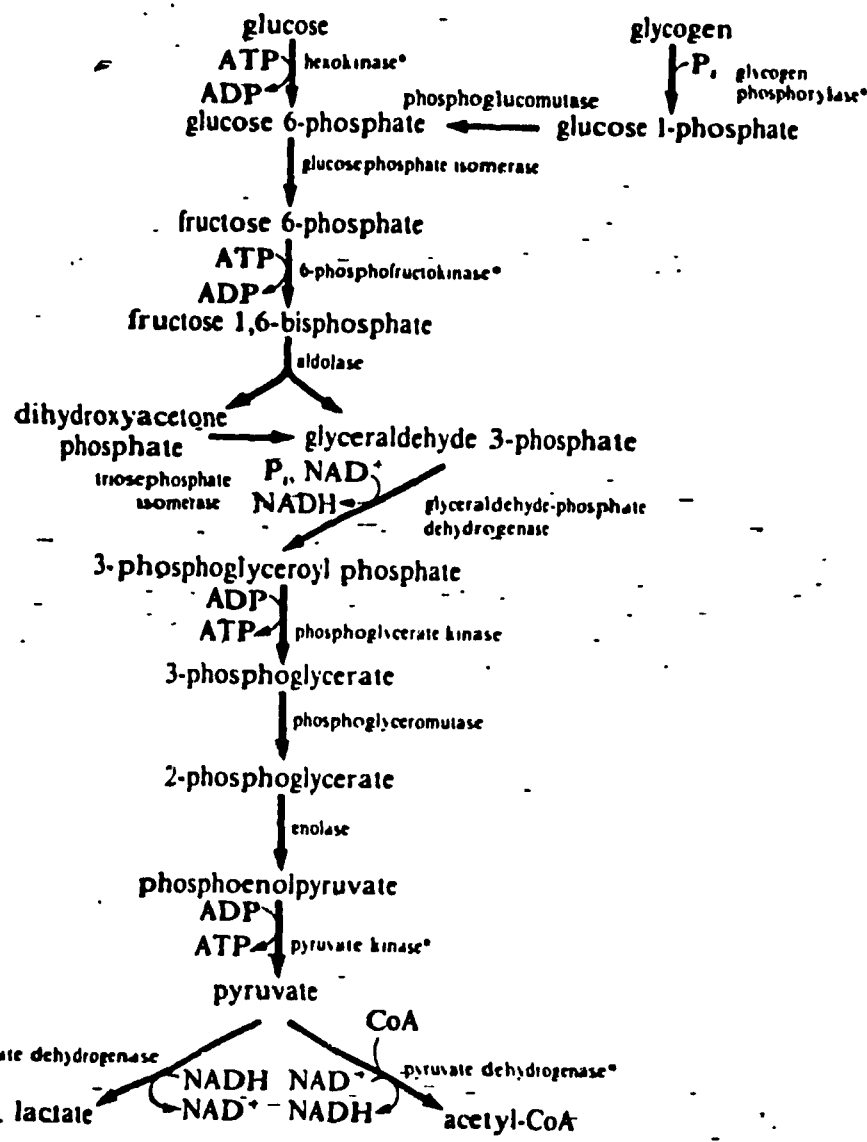 glucose
glycogen
ATP
hexokinase*
ADP
Pi
glycogen
phosphorylase*
phosphoglucomutase
glucose 6-phosphate
glucose 1-phosphate
glucosephosphate isomerase
fructose 6-phosphate
ATP
6-phosphofructokinase*
ADP
fructose 1,6-bisphosphate
aldolase
dihydroxyacetone
phosphate
glyceraldehyde 3-phosphate
triosephosphate
isomerase
Pi, NAD+
NADH
glyceraldehyde-phosphate
dehydrogenase
3-phosphoglyceroyl phosphate
ADP
ATP
phosphoglycerate kinase
3-phosphoglycerate
phosphoglyceromutase
2-phosphoglycerate
enolase
phosphoenolpyruvate
ADP
ATP
pyruvate kinase*
pyruvate
CoA
ate dehydrogenase
pyruvate dehydrogenase*
NADH NAD+
NAD+ NADH
lactate
acetyl-CoA